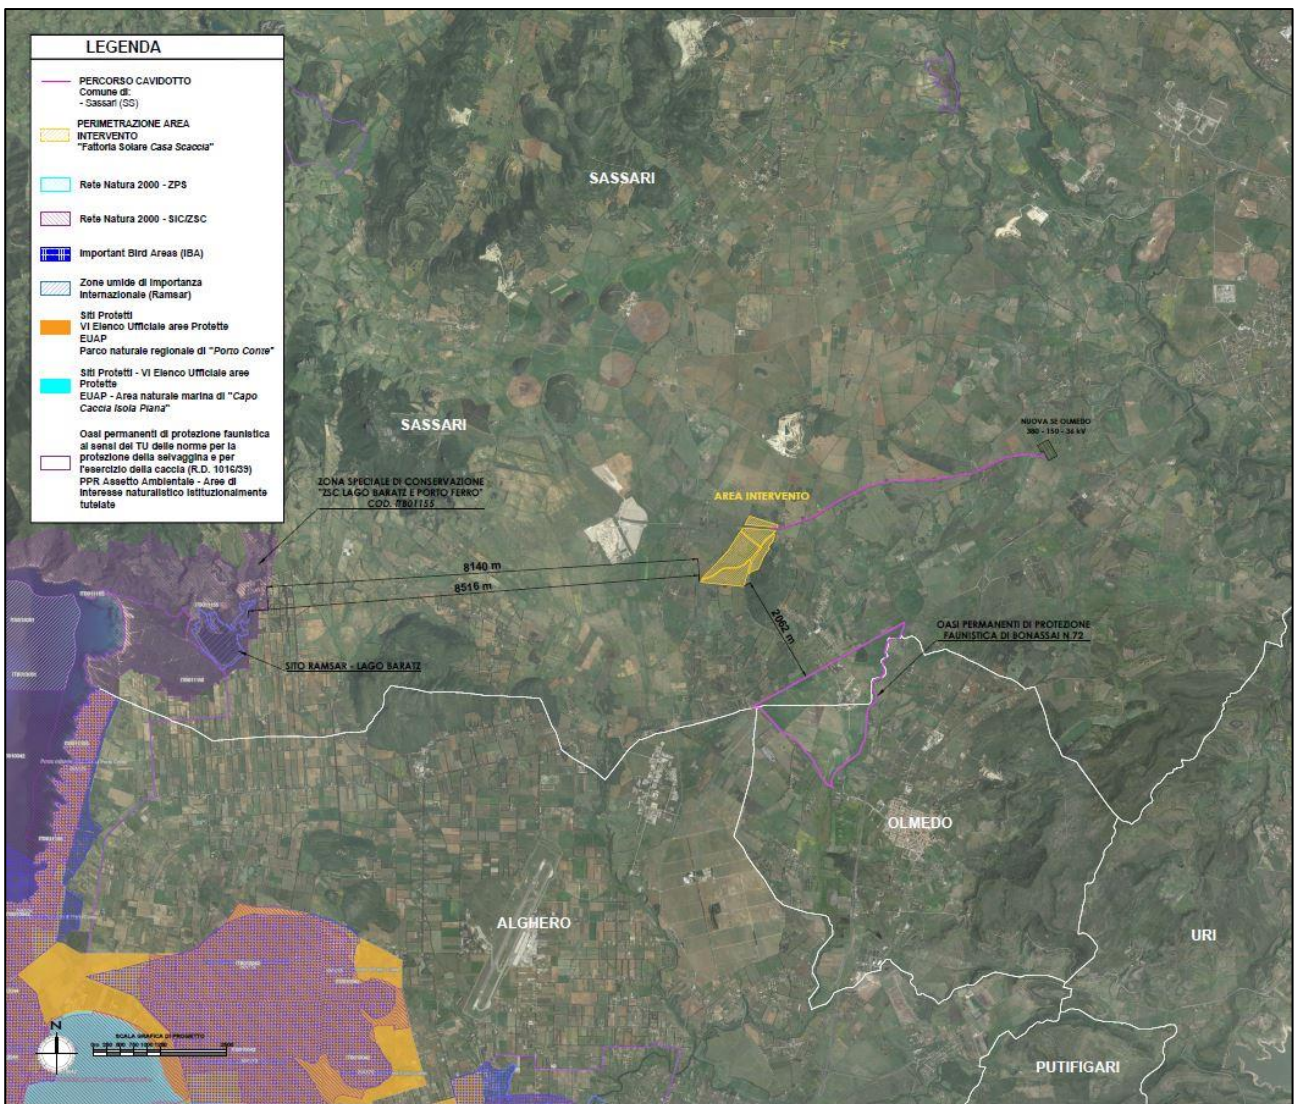 LEGENDA
PERCORSO CAVIDOTTO
Comune di:
- Sassari (SS)
PERIMETRAZIONE AREA
INTERVENTO
"Fattoria Solare Casa Scaccia"
Rete Natura 2000 - ZPS
Rete Natura 2000 - SIC/ZSC
Important Bird Areas (IBA)
Zone umide di importanza
Internazionale (Ramsar)
Siti Protetti
VI Elenco Ufficiale aree Protette
EUAP
Parco naturale regionale di "Porto Conte"
Siti Protetti - VI Elenco Ufficiale aree
Protette
EUAP - Area naturale marina di "Capo
Caccia Isola Piana"
Oasi permanenti di protezione faunistica
ai sensi del TU delle norme per la
protezione della selvaggina e per
l'esercizio della caccia (R.D. 1016/39)
PPR Assetto Ambientale - Aree di
interesse naturalistico istituzionalmente
tutelate
SASSARI
SASSARI
NUOVA SE OLMEDO
380 - 150 - 36 kV
ZONA SPECIALE DI CONSERVAZIONE
"ZSC LAGO BARATZ E PORTO FERRO"
COD. ITB01155
AREA INTERVENTO
8140 m
8516 m
2062 m
OASI PERMANENTI DI PROTEZIONE
FAUNISTICA DI BONASSAI N.72
SITO RAMSAR - LAGO BARATZ
OLMEDO
ALGHERO
URI
PUTIFIGARI
N
SCALA GRAFICA DI PROGETTO